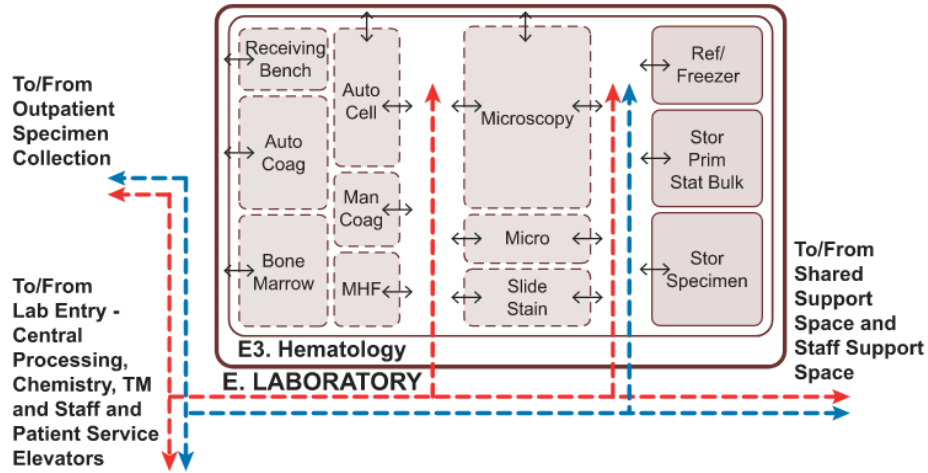 To/From
Outpatient
Specimen
Collection
To/From
Lab Entry -
Central
Processing,
Chemistry, TM
and Staff and
Patient Service
Elevators
Receiving
Bench
Auto
Coag
Bone
Marrow
Auto
Cell
Man
Coag
MHF
Microscopy
Micro
Slide
Stain
Ref/
Freezer
Stor
Prim
Stat Bulk
Stor
Specimen
E3. Hematology
E. LABORATORY
To/From
Shared
Support
Space and
Staff Support
Space